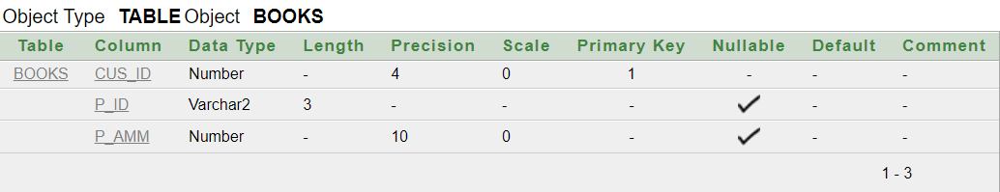 Object Type TABLE Object BOOKS
Table Column Data Type Length Precision Scale Primary Key Nullable Default Comment
BOOKS CUS_ID Number - 4 0 1 - - -
P_ID Varchar2 3 - - - ✓ - -
P_AMM Number - 10 0 - ✓ - -
1 - 3